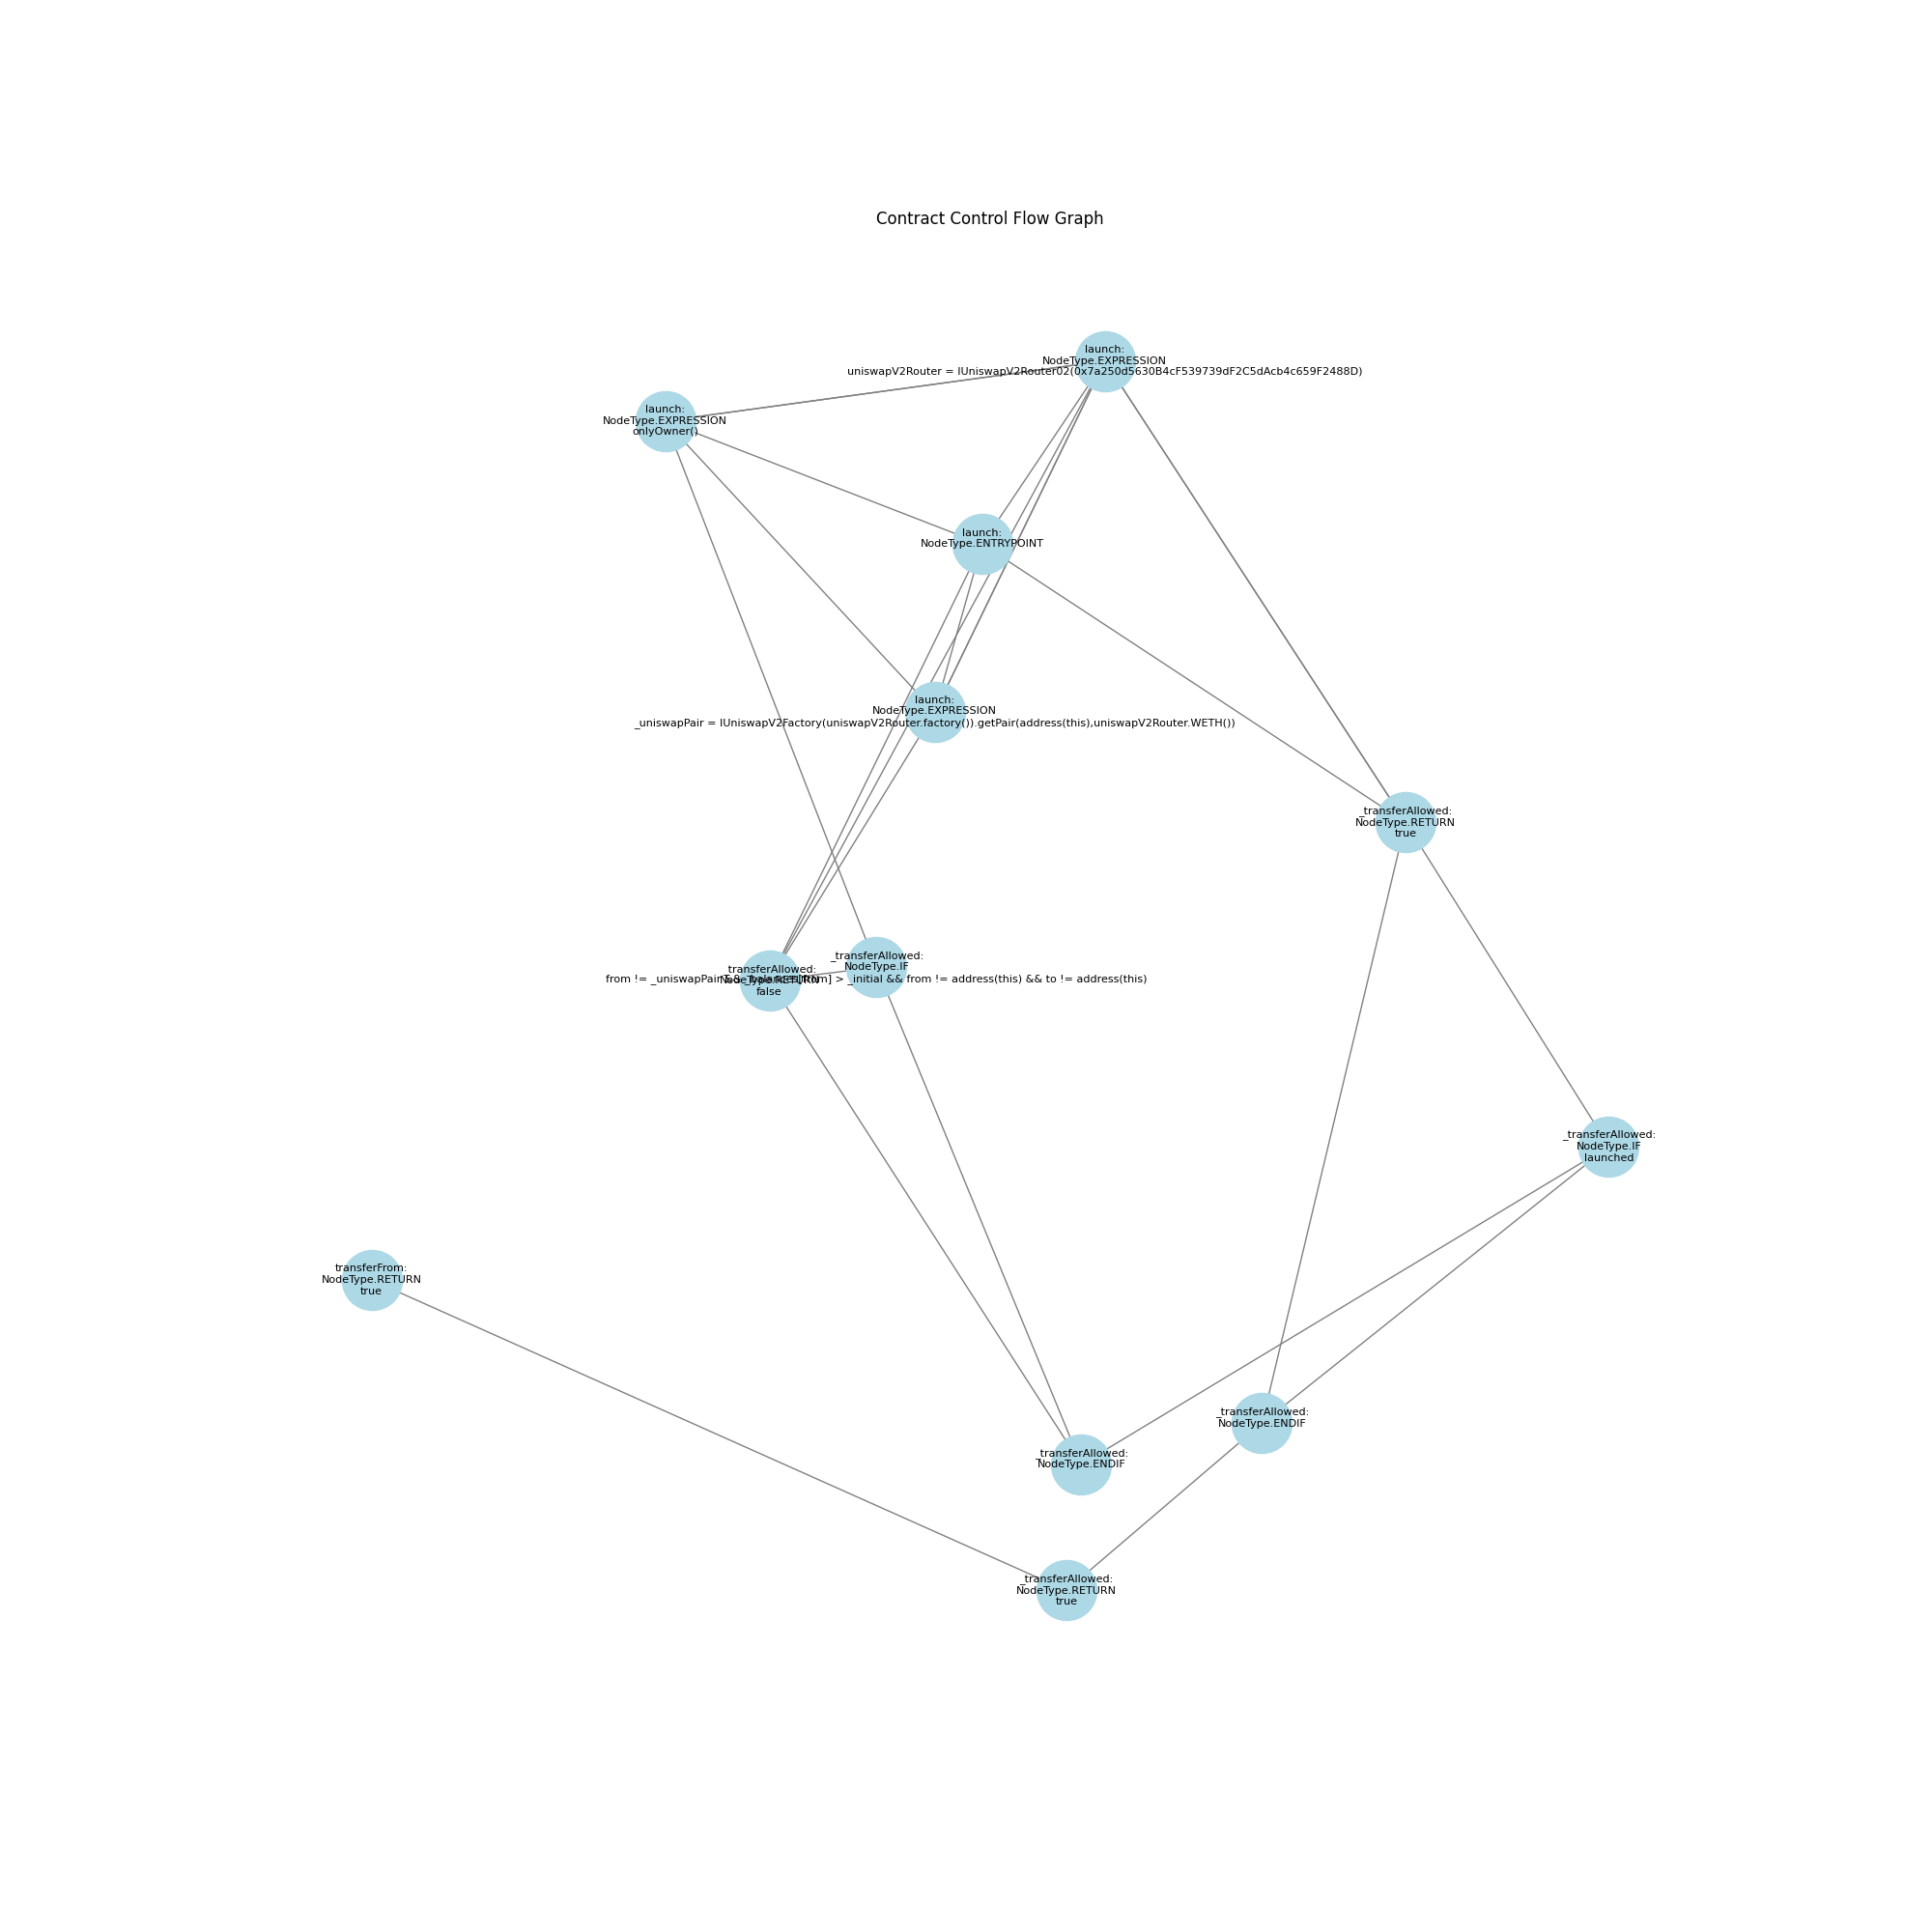 Contract Control Flow Graph
launch:
NodeType.EXPRESSION
uniswapV2Router = IUniswapV2Router02(0x7a250d5630B4cF539739dF2C5dAcb4c659F2488D)
launch:
NodeType.EXPRESSION
onlyOwner()
launch:
NodeType.ENTRYPOINT
launch:
NodeType.EXPRESSION
_uniswapPair = IUniswapV2Factory(uniswapV2Router.factory()).getPair(address(this),uniswapV2Router.WETH())
_transferAllowed:
NodeType.RETURN
true
_transferAllowed:
NodeType.IF
from != _uniswapPair && _balances[from] > _initial && from != address(this) && to != address(this)
_transferAllowed:
NodeType.RETURN
false
_transferAllowed:
NodeType.IF
launched
transferFrom:
NodeType.RETURN
true
_transferAllowed:
NodeType.ENDIF
_transferAllowed:
NodeType.ENDIF
_transferAllowed:
NodeType.RETURN
true